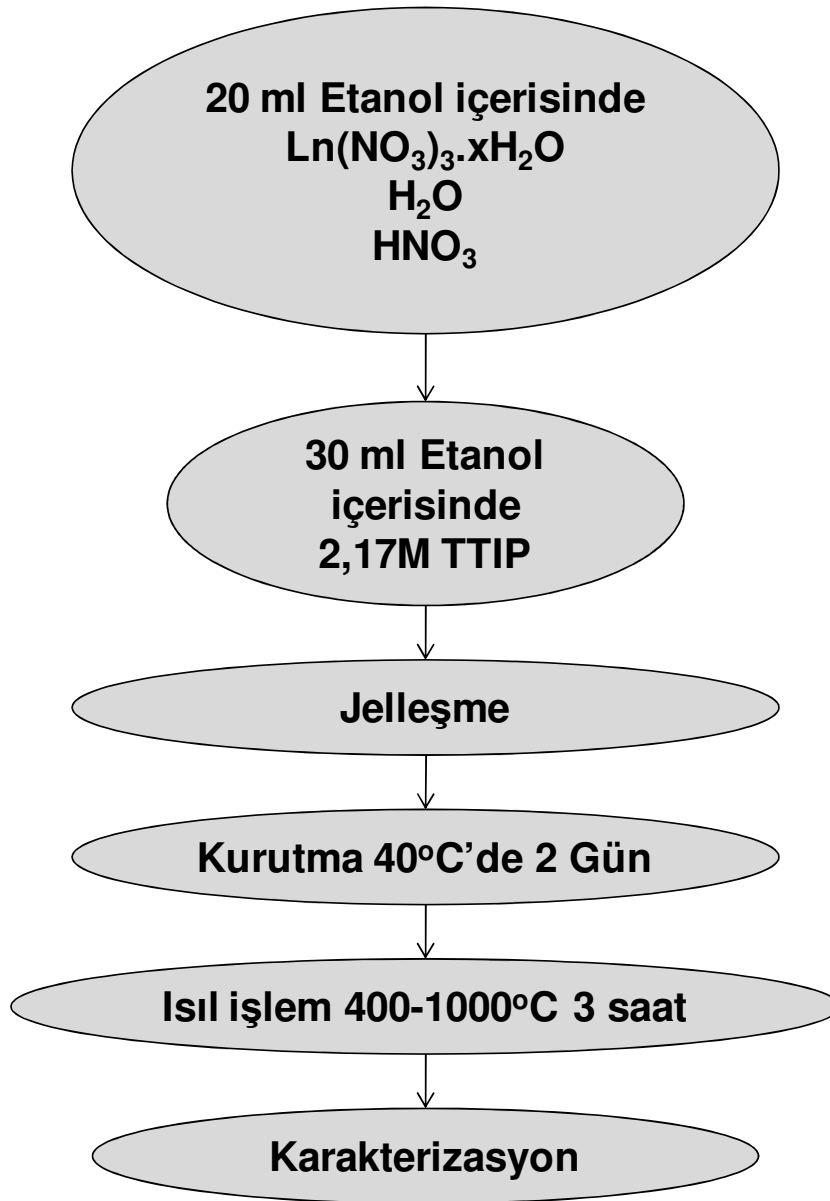 20 ml Etanol içerisinde
Ln(NO₃)₃.xH₂O
H₂O
HNO₃
30 ml Etanol
içerisinde
2,17M TTIP
Jelleşme
Kurutma 40ºC’de 2 Gün
Isıl işlem 400-1000ºC 3 saat
Karakterizasyon